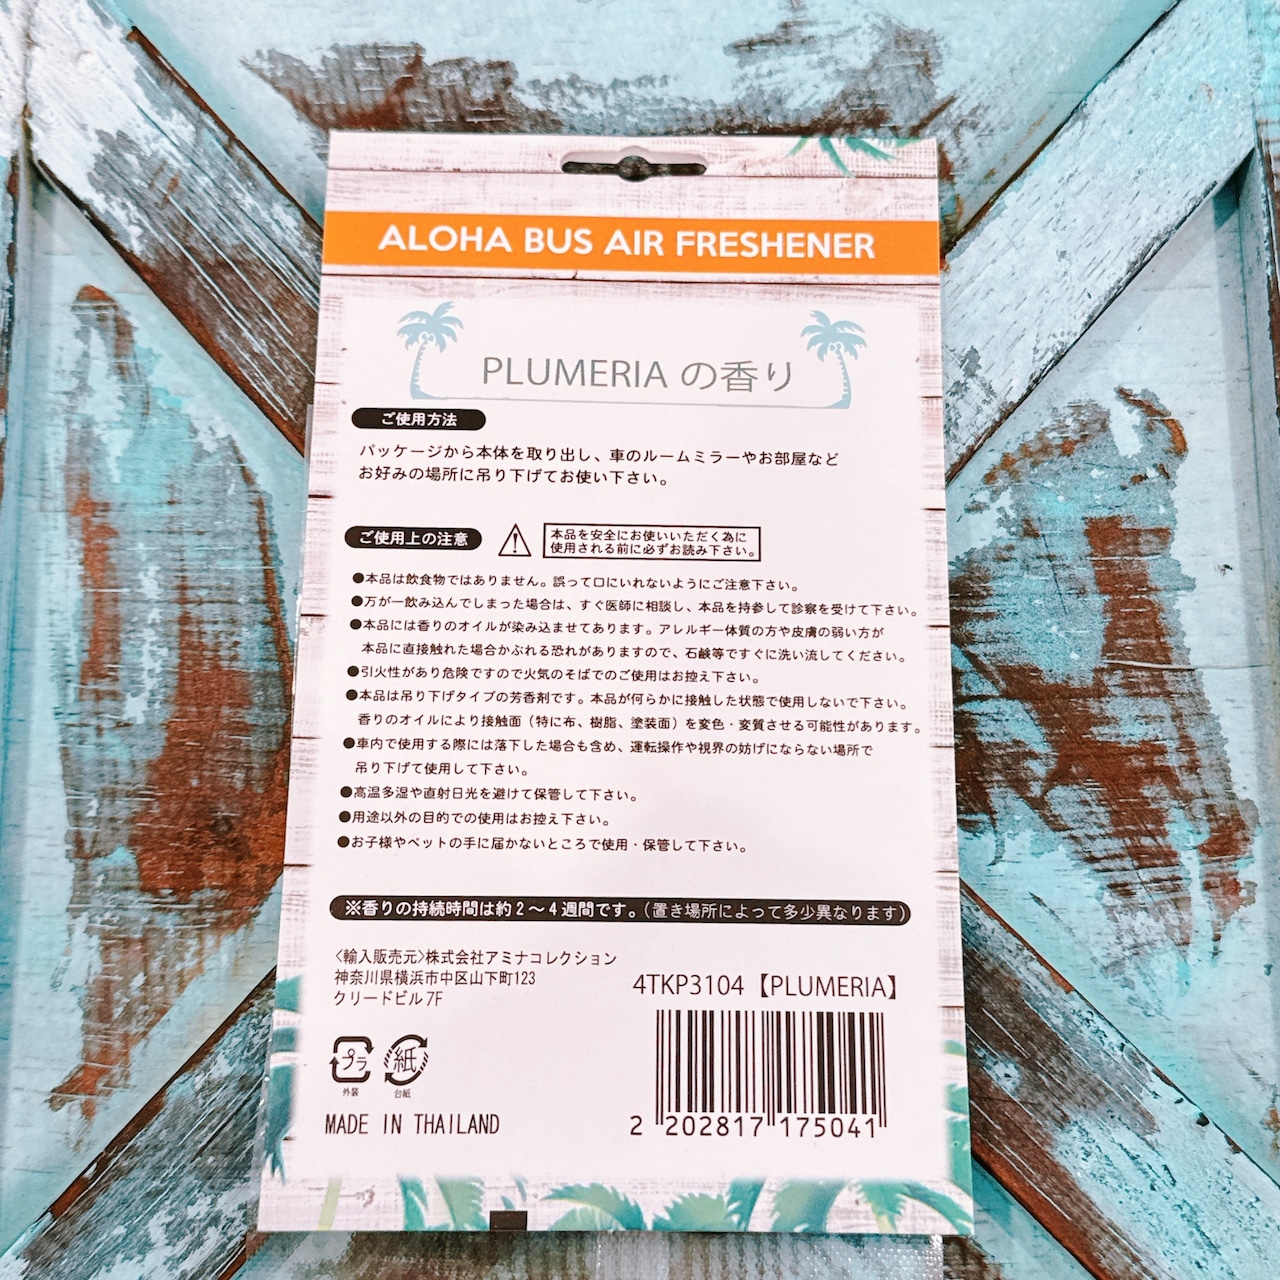 ALOHA BUS AIR FRESHENER
PLUMERIA の香り
ご使用方法
パッケージから本体を取り出し、車のルームミラーやお部屋など
お好みの場所に吊り下げてお使い下さい。
ご使用上の注意
本品を安全にお使いいただく為に
使用される前に必ずお読み下さい。
●本品は飲食物ではありません。誤って口にいれないようにご注意下さい。
●万が一飲み込んでしまった場合は、すぐ医師に相談し、本品を持参して診察を受けて下さい。
●本品には香りのオイルが染み込ませてあります。アレルギー体質の方や皮膚の弱い方が
本品に直接触れた場合かぶれる恐れがありますので、石鹸等ですぐに洗い流してください。
●引火性があり危険ですので火気のそばでのご使用はお控え下さい。
●本品は吊り下げタイプの芳香剤です。本品が何らかに接触した状態で使用しないで下さい。
香りのオイルにより接触面（特に布、樹脂、塗装面）を変色・変質させる可能性があります。
●車内で使用する際には落下した場合も含め、運転操作や視界の妨げにならない場所で
吊り下げて使用して下さい。
●高温多湿や直射日光を避けて保管して下さい。
●用途以外の目的での使用はお控え下さい。
●お子様やペットの手に届かないところで使用・保管して下さい。
※香りの持続時間は約2〜4週間です。（置き場所によって多少異なります）
〈輸入販売元〉株式会社アミナコレクション
神奈川県横浜市中区山下町123
クリードビル7F
4TKP3104【PLUMERIA】
プラ
外装
紙
台紙
MADE IN THAILAND
2 202817 175041